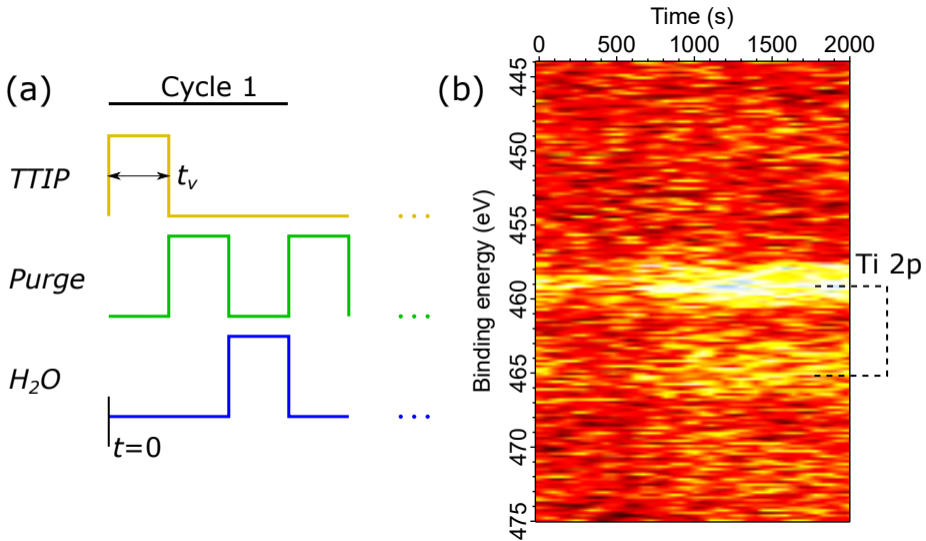 (a)
Cycle 1
TTIP
tᵥ
. . .
Purge
. . .
H₂O
. . .
t=0
(b)
Time (s)
0 500 1000 1500 2000
Binding energy (eV)
445
450
455
460
465
470
475
Ti 2p